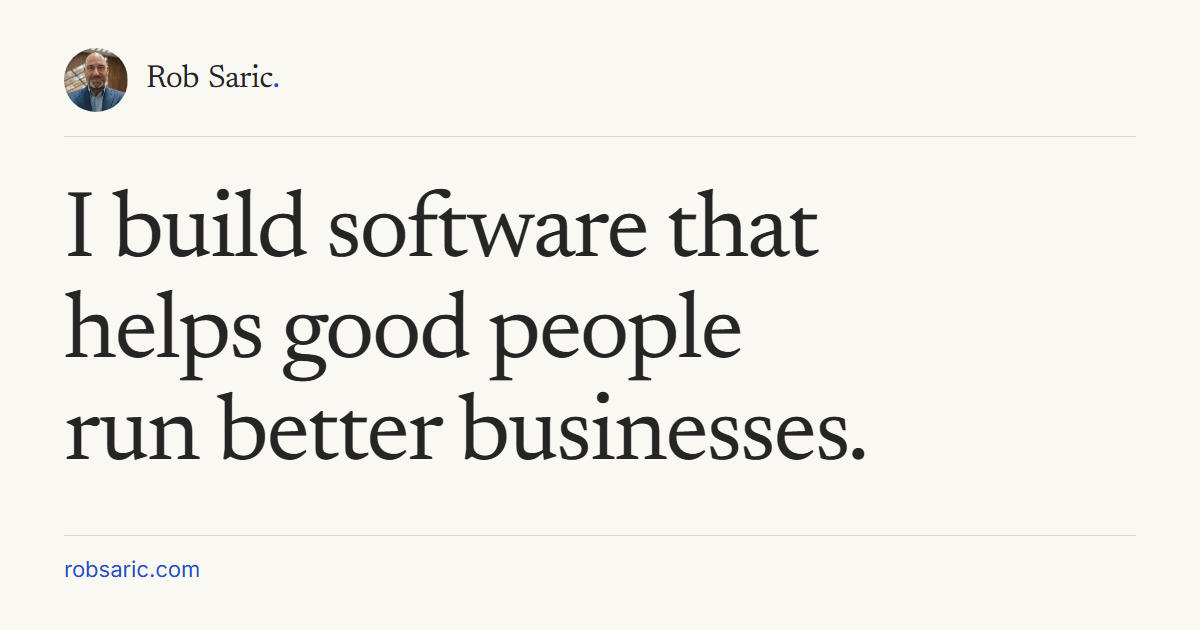 Rob Saric.
I build software that
helps good people
run better businesses.
robsaric.com